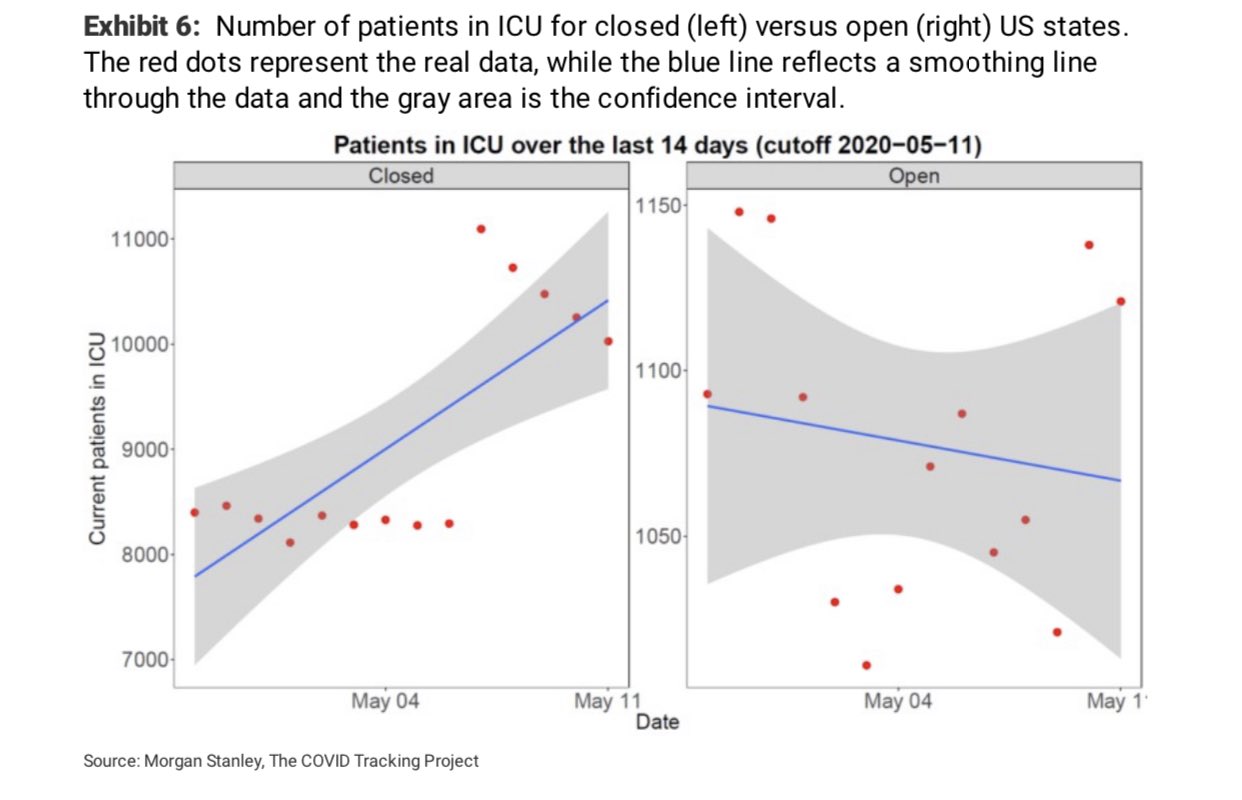 Exhibit 6: Number of patients in ICU for closed (left) versus open (right) US states.
The red dots represent the real data, while the blue line reflects a smoothing line
through the data and the gray area is the confidence interval.
Patients in ICU over the last 14 days (cutoff 2020−05−11)
Closed
Open
Current patients in ICU
11000
10000
9000
8000
7000
1150
1100
1050
May 04
May 11
May 04
May 1
Date
Source: Morgan Stanley, The COVID Tracking Project